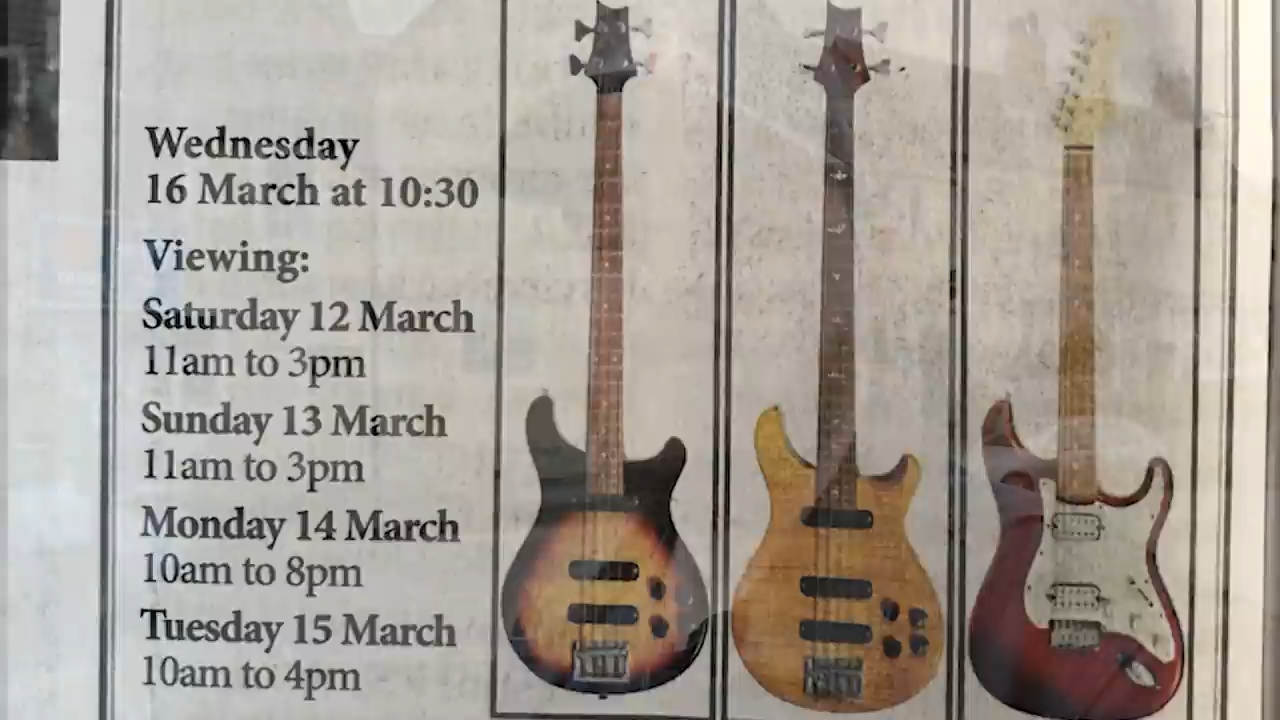 Wednesday
16 March at 10:30
Viewing:
Saturday 12 March
11am to 3pm
Sunday 13 March
11am to 3pm
Monday 14 March
10am to 8pm
Tuesday 15 March
10am to 4pm